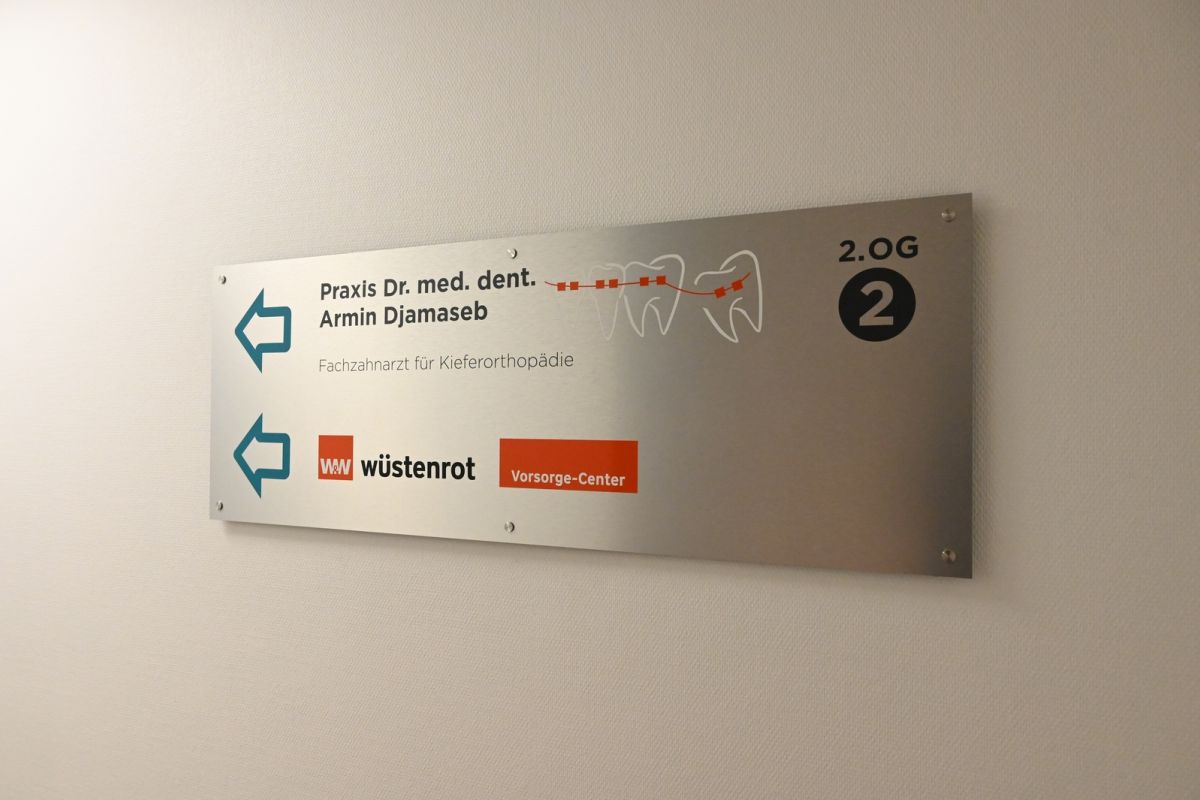 Praxis Dr. med. dent.
Armin Djamaseb
Fachzahnarzt für Kieferorthopädie
2.OG
2
W&W wüstenrot
Vorsorge-Center